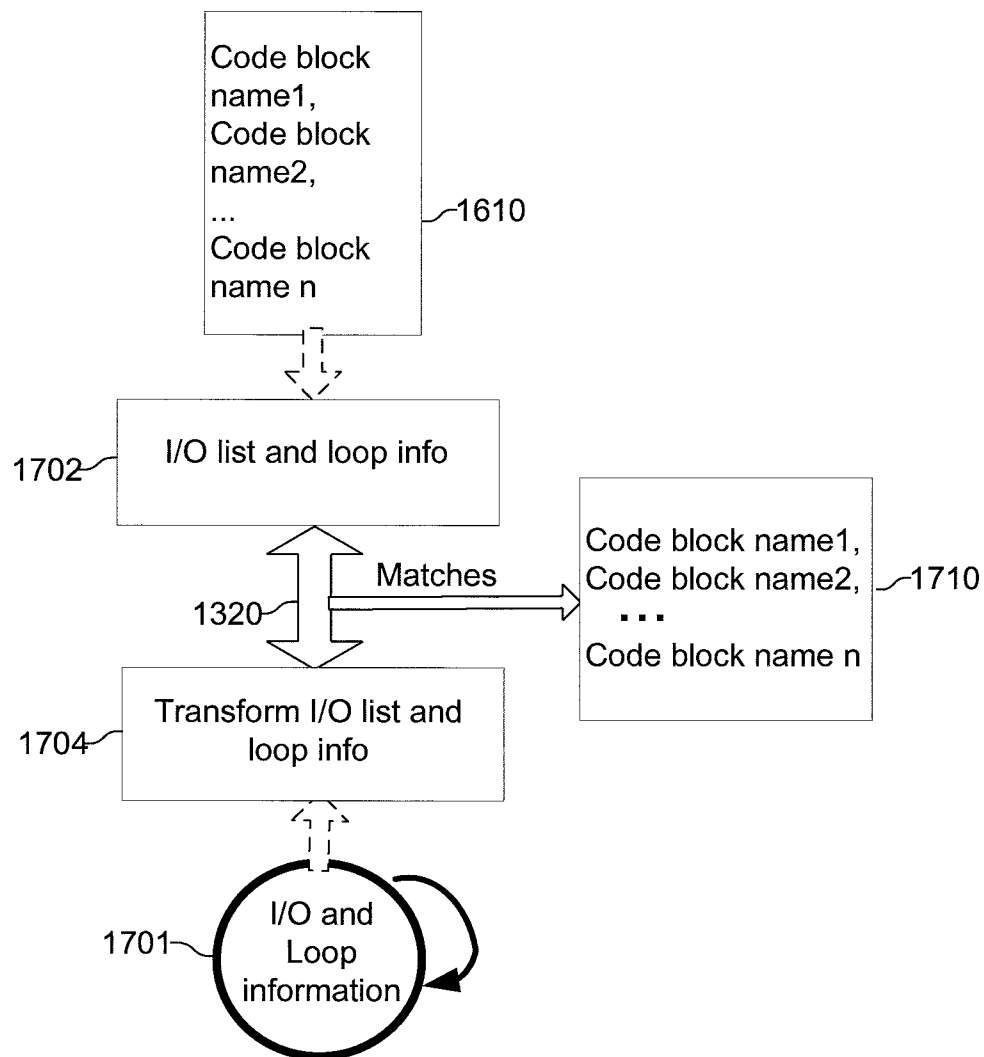 Code block
name1,
Code block
name2,
...
Code block
name n
1610
I/O list and loop info
1702
Code block name1,
Code block name2,
...
Code block name n
1710
Matches
1320
Transform I/O list and
loop info
1704
I/O and
Loop
information
1701